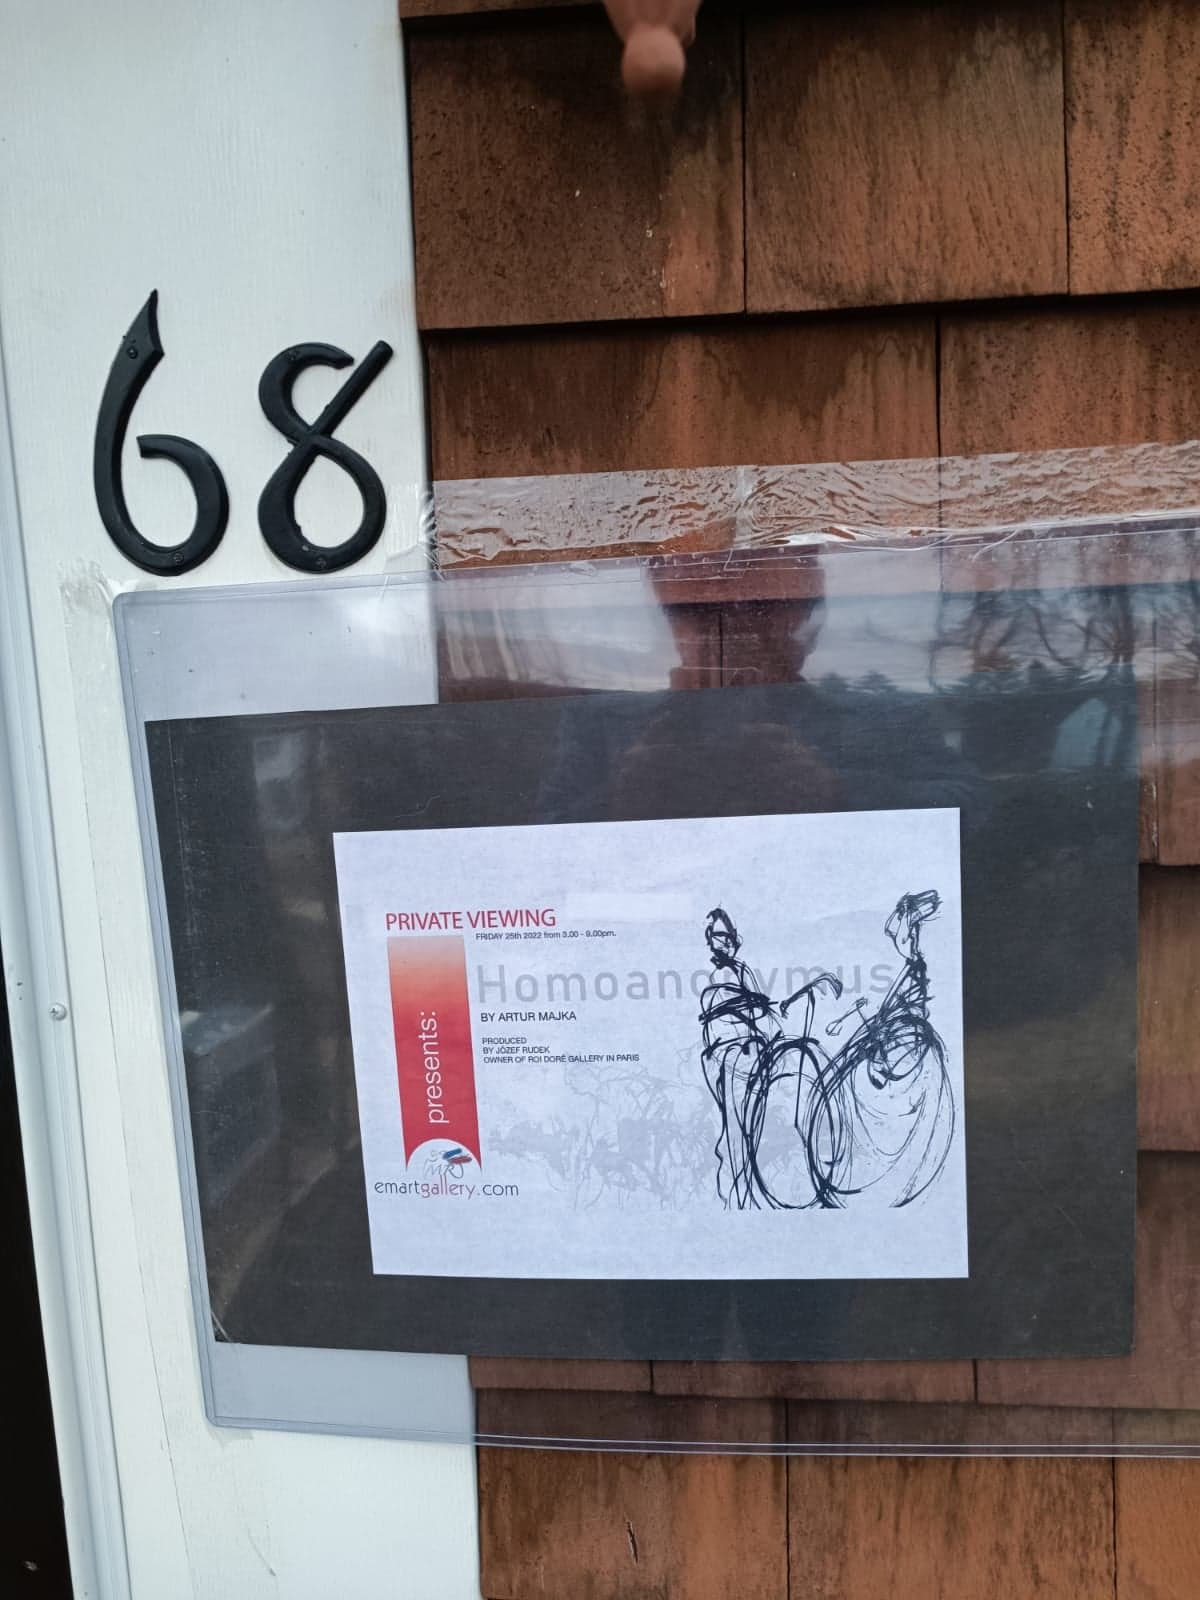 68
PRIVATE VIEWING
FRIDAY 25th 2022 from 3.00 - 9.00pm.
Homoanonymus
BY ARTUR MAJKA
PRODUCED
BY JÓZEF RUDEK
OWNER OF ROI DORÉ GALLERY IN PARIS
presents:
emartgallery.com